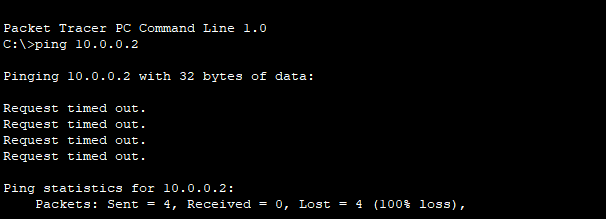 Packet Tracer PC Command Line 1.0
C:\>ping 10.0.0.2
Pinging 10.0.0.2 with 32 bytes of data:
Request timed out.
Request timed out.
Request timed out.
Request timed out.
Ping statistics for 10.0.0.2:
Packets: Sent = 4, Received = 0, Lost = 4 (100% loss),